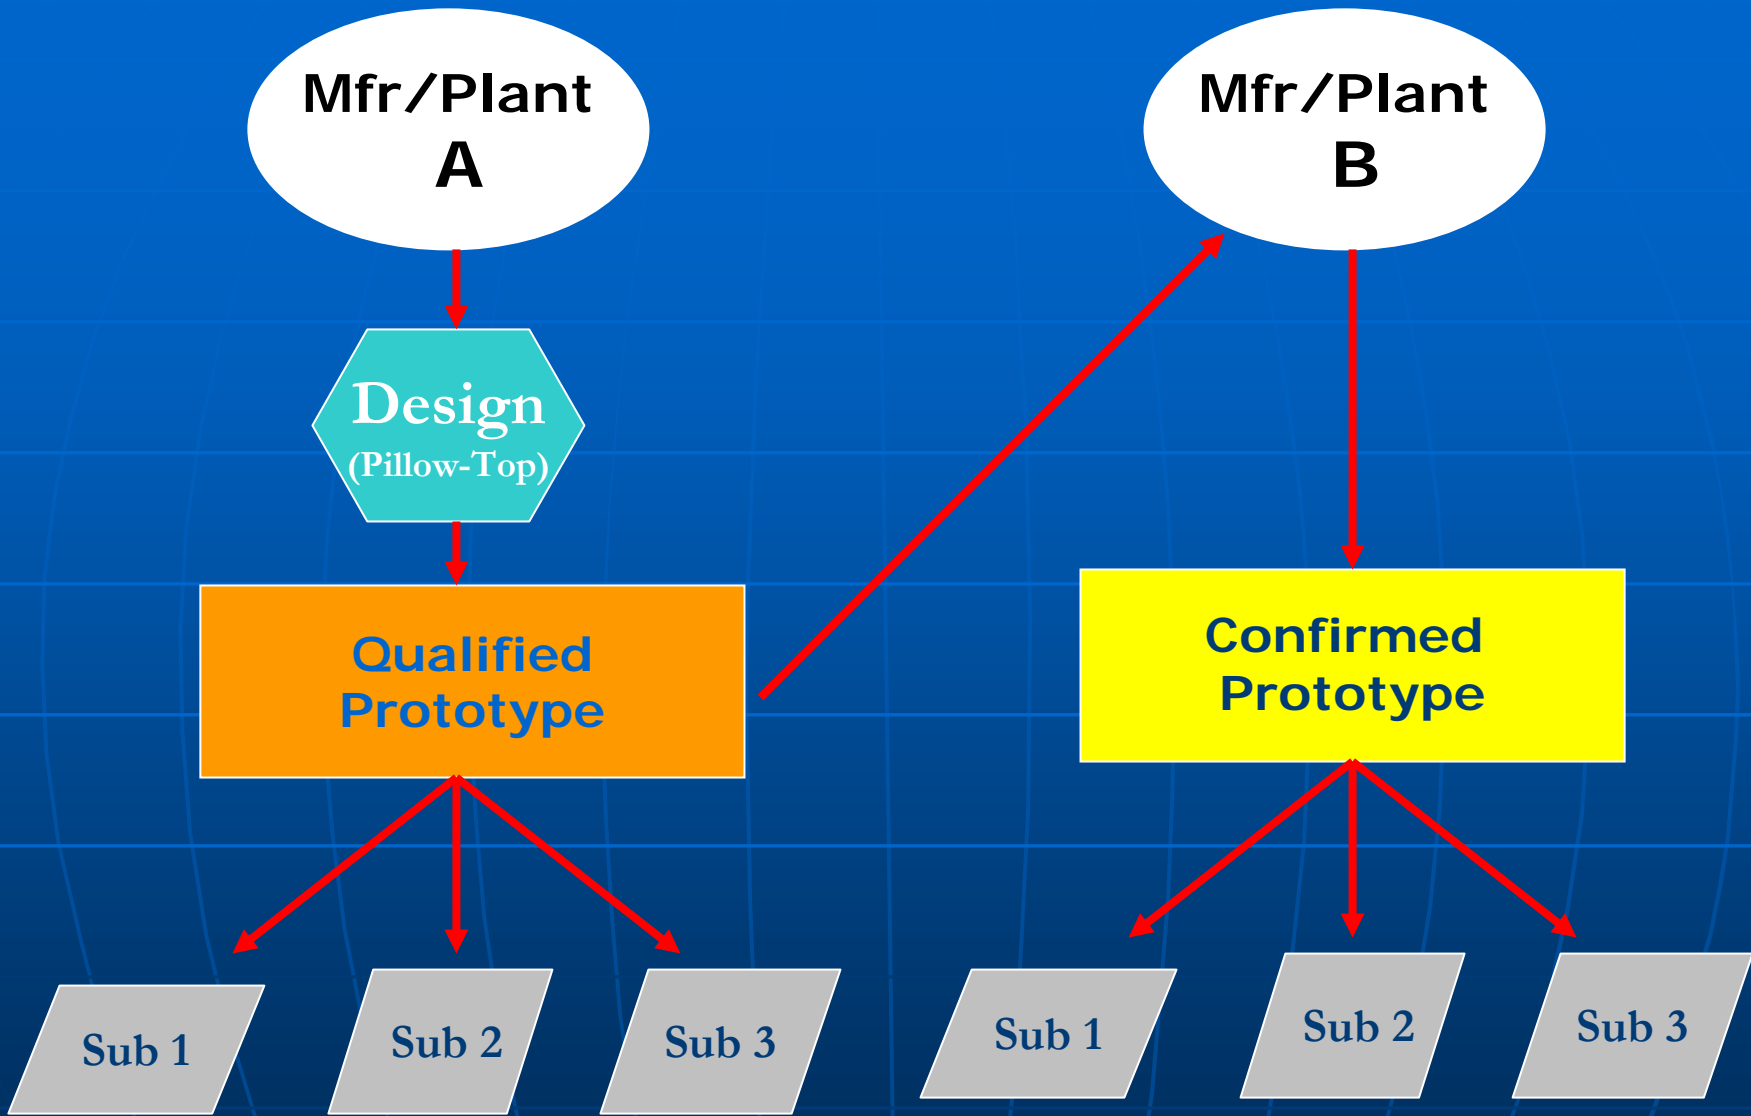 Mfr/Plant
A
Mfr/Plant
B
Design
(Pillow-Top)
Qualified
Prototype
Confirmed
Prototype
Sub 1
Sub 2
Sub 3
Sub 1
Sub 2
Sub 3